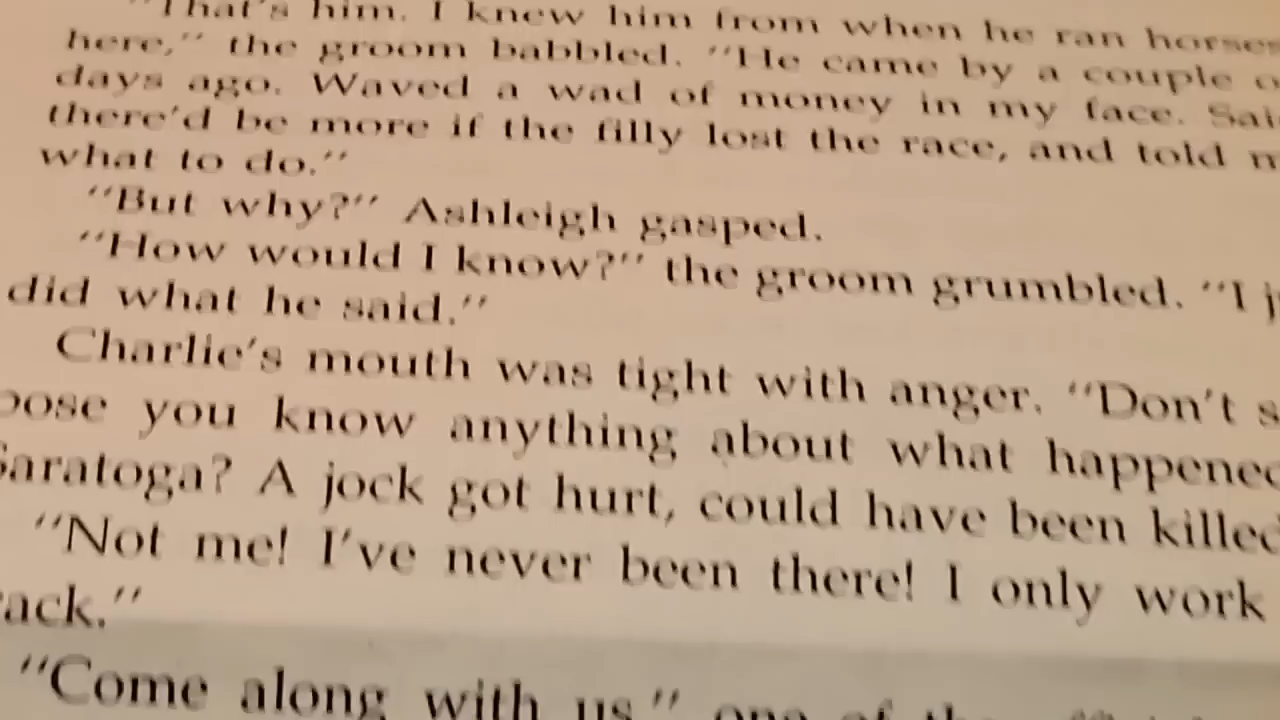 "That's him. I knew him from when he ran horses
here," the groom babbled. "He came by a couple o
days ago. Waved a wad of money in my face. Sai
there'd be more if the filly lost the race, and told m
what to do."
"But why?" Ashleigh gasped.
"How would I know?" the groom grumbled. "I j
did what he said."
Charlie's mouth was tight with anger. "Don't s
pose you know anything about what happened
Saratoga? A jock got hurt, could have been killed
"Not me! I've never been there! I only work
rack."
"Come along with us," one of the